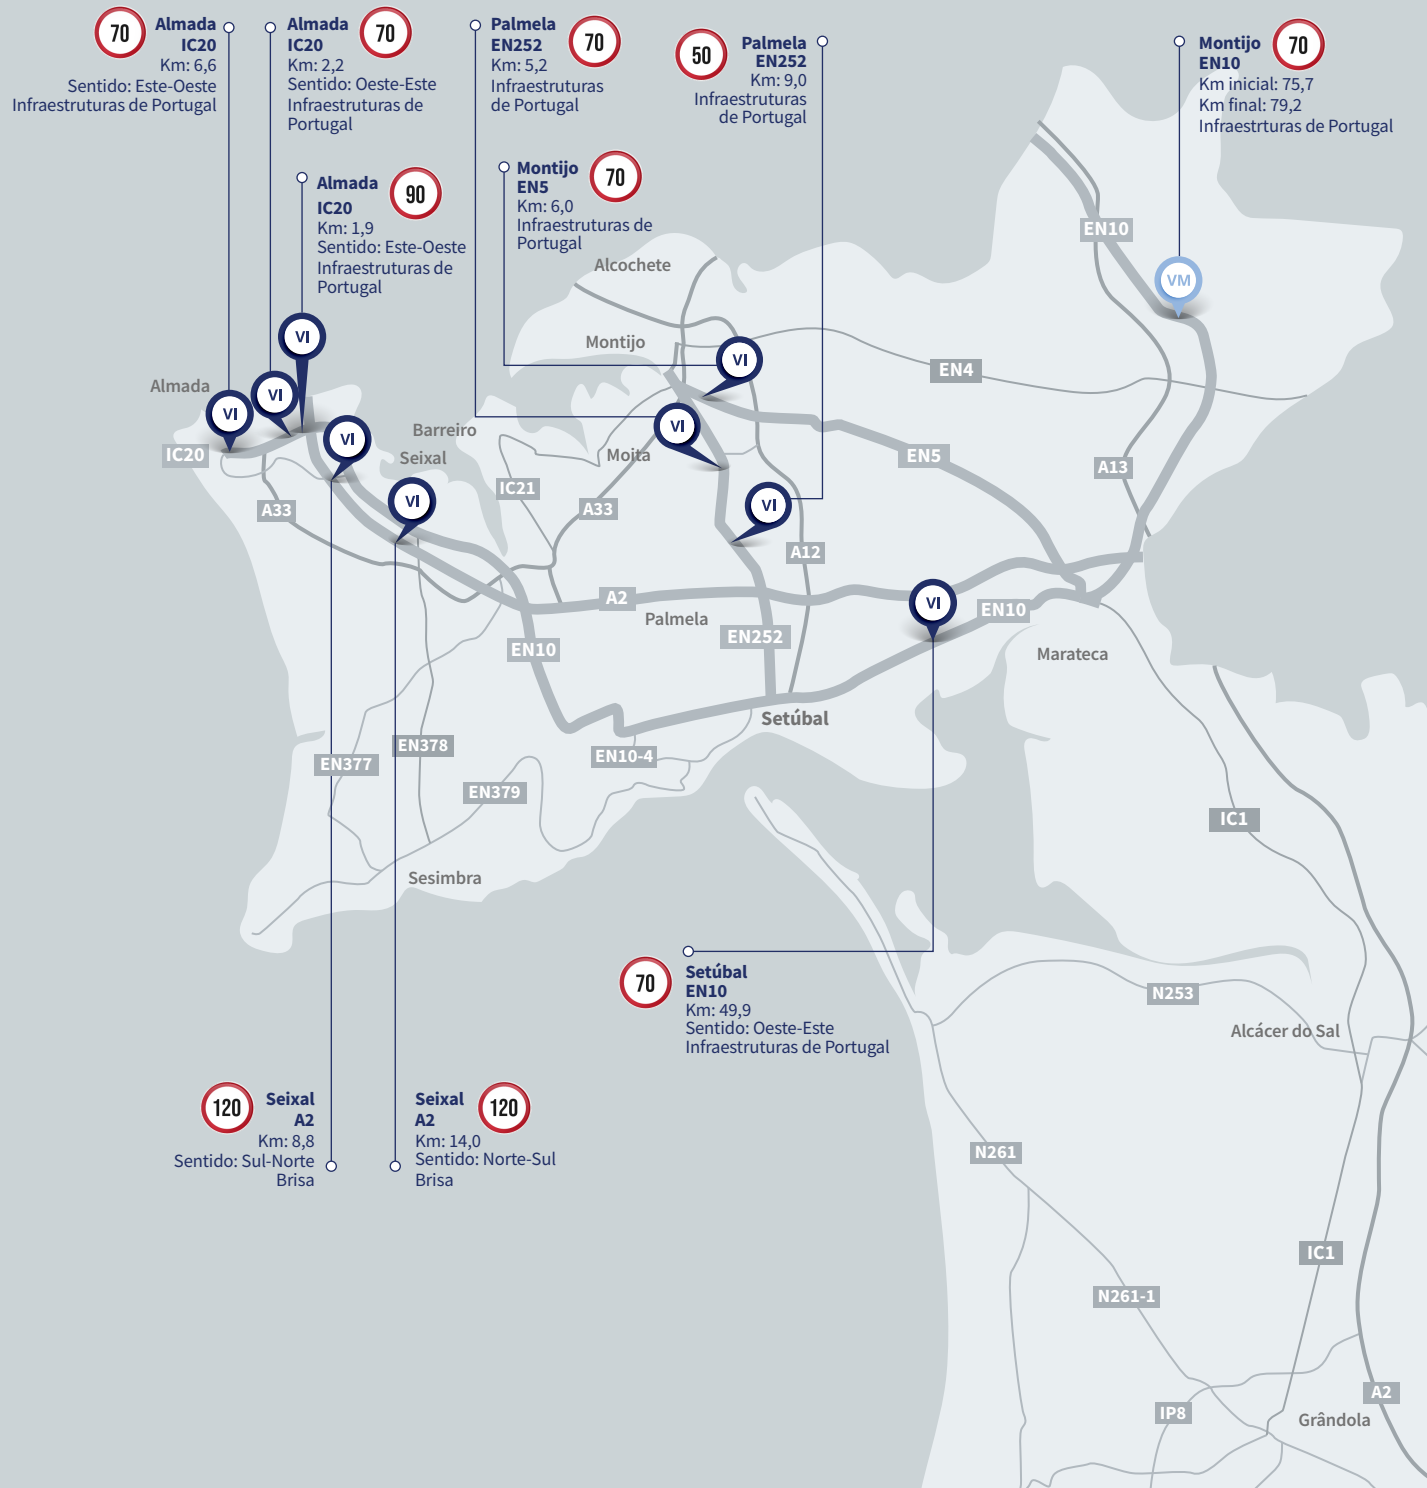 70
Almada
IC20
Km: 6,6
Sentido: Este-Oeste
Infraestruturas de Portugal
Almada
IC20
Km: 2,2
Sentido: Oeste-Este
Infraestruturas de
Portugal
70
Palmela
EN252
Km: 5,2
Infraestruturas
de Portugal
70
50
Palmela
EN252
Km: 9,0
Infraestruturas
de Portugal
Montijo
EN10
Km inicial: 75,7
Km final: 79,2
Infraestrturas de Portugal
70
Almada
IC20
Km: 1,9
Sentido: Este-Oeste
Infraestruturas de
Portugal
90
Montijo
EN5
Km: 6,0
Infraestruturas de
Portugal
70
EN10
Alcochete
VM
VI
Montijo
VI
EN4
Almada
VI
VI
VI
Barreiro
VI
IC20
Seixal
Moita
EN5
A13
IC21
VI
VI
A33
A33
A12
A2
VI
EN10
Palmela
EN252
EN10
Marateca
Setúbal
EN378
EN10-4
EN377
EN379
IC1
Sesimbra
70
Setúbal
EN10
Km: 49,9
Sentido: Oeste-Este
Infraestruturas de Portugal
N253
Alcácer do Sal
120
Seixal
A2
Km: 8,8
Sentido: Sul-Norte
Brisa
Seixal
A2
Km: 14,0
Sentido: Norte-Sul
Brisa
120
N261
IC1
N261-1
A2
IP8
Grândola